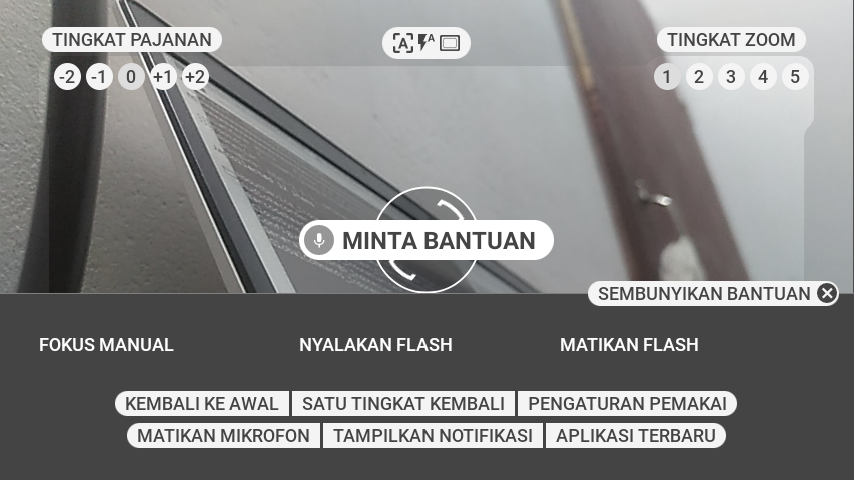 TINGKAT PAJANAN
-2 -1 0 +1 +2
A A
TINGKAT ZOOM
1 2 3 4 5
MINTA BANTUAN
SEMBUNYIKAN BANTUAN
FOKUS MANUAL NYALAKAN FLASH MATIKAN FLASH
KEMBALI KE AWAL SATU TINGKAT KEMBALI PENGATURAN PEMAKAI
MATIKAN MIKROFON TAMPILKAN NOTIFIKASI APLIKASI TERBARU